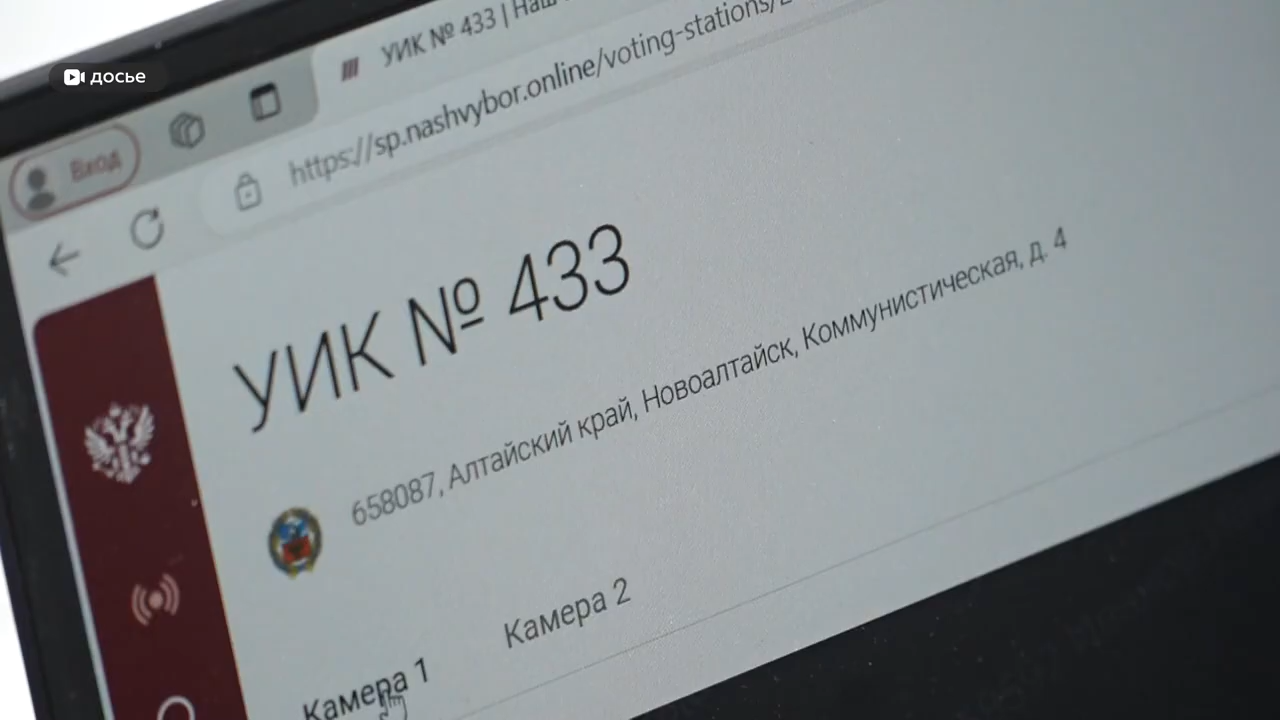 досье
УИК № 433 | Наш
Вход
https://sp.nashvybor.online/voting-stations/
УИК № 433
658087, Алтайский край, Новоалтайск, Коммунистическая, д. 4
Камера 1
Камера 2